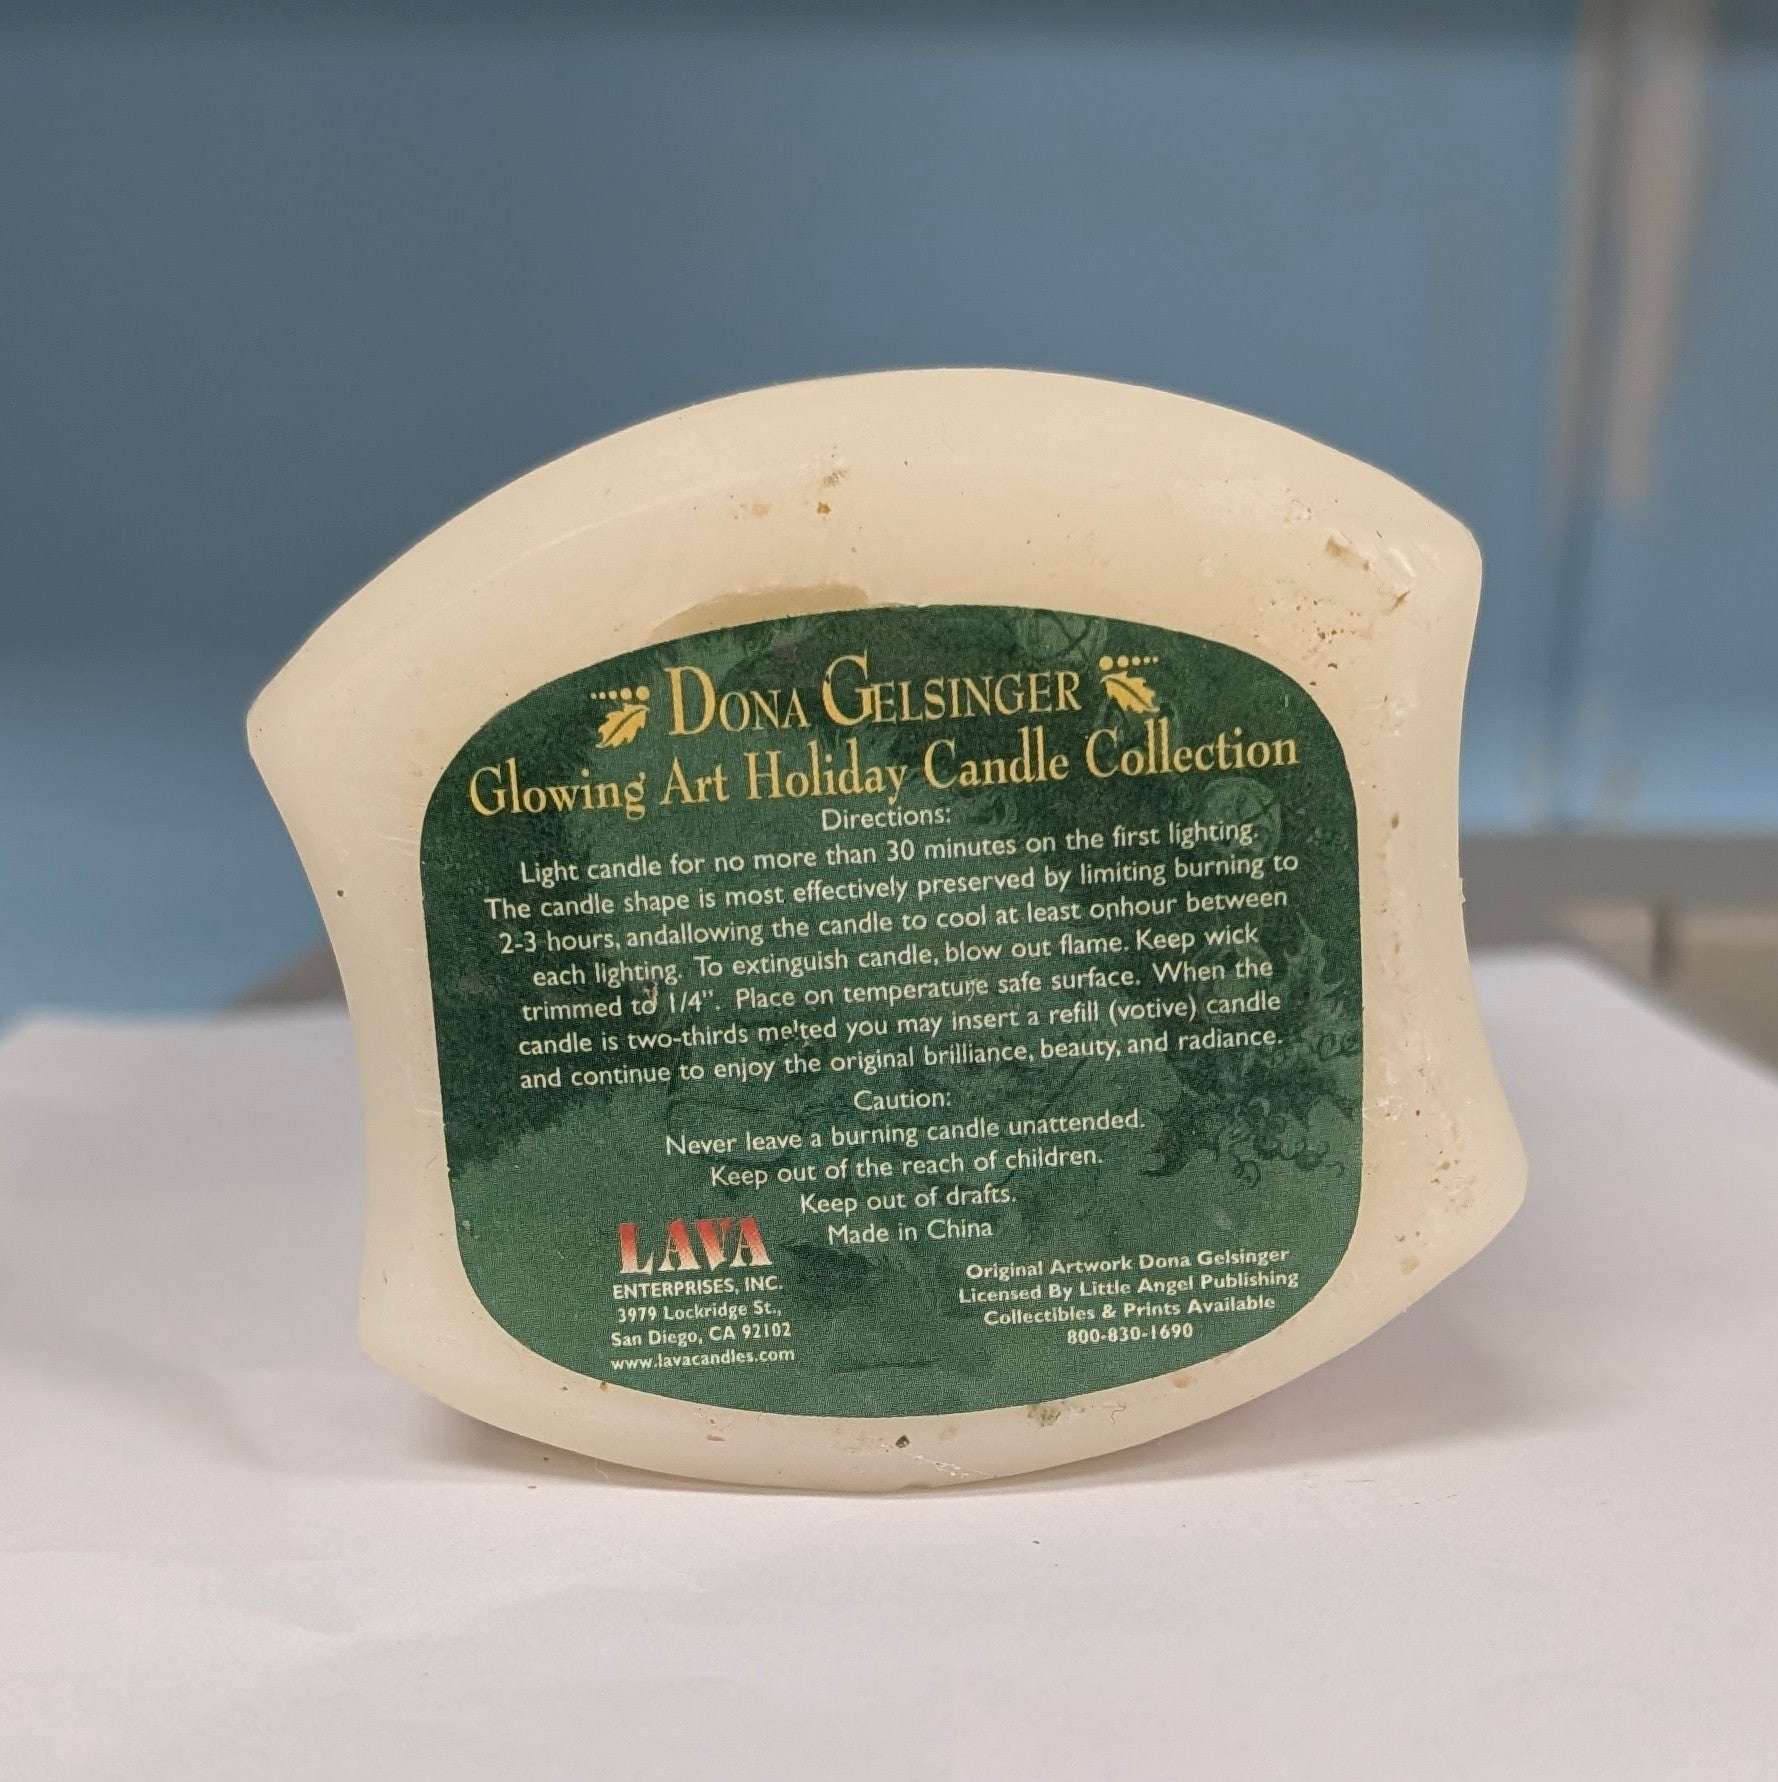 DONA GELSINGER
Glowing Art Holiday Candle Collection
Directions:
Light candle for no more than 30 minutes on the first lighting.
The candle shape is most effectively preserved by limiting burning to
2-3 hours, andallowing the candle to cool at least onhour between
each lighting. To extinguish candle, blow out flame. Keep wick
trimmed to 1/4". Place on temperature safe surface. When the
candle is two-thirds melted you may insert a refill (votive) candle
and continue to enjoy the original brilliance, beauty, and radiance.
Caution:
Never leave a burning candle unattended.
Keep out of the reach of children.
Keep out of drafts.
Made in China
LAVA
ENTERPRISES, INC.
3979 Lockridge St.,
San Diego, CA 92102
www.lavacandles.com
Original Artwork Dona Gelsinger
Licensed By Little Angel Publishing
Collectibles & Prints Available
800-830-1690